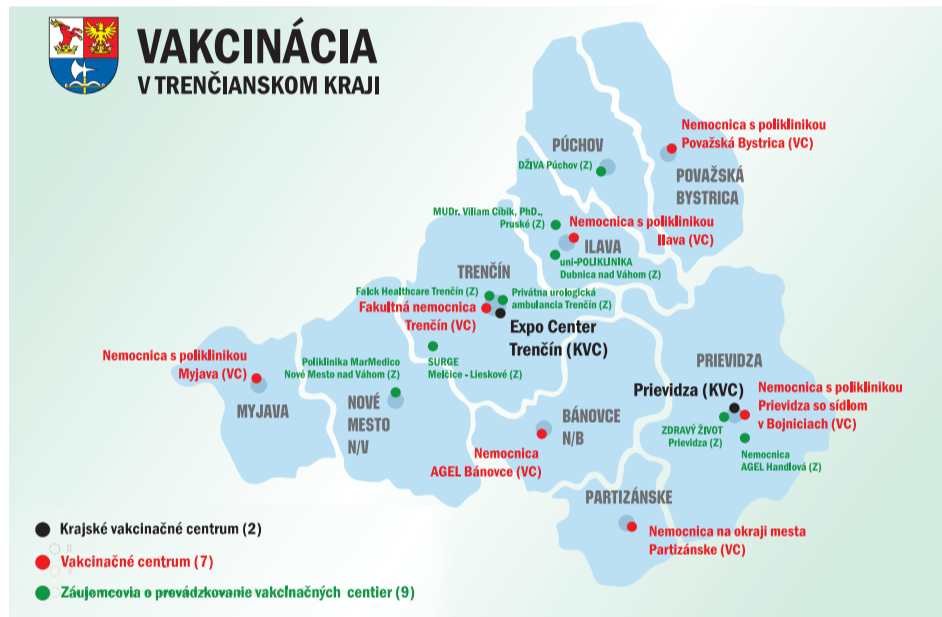 VAKCINÁCIA
V TRENČIANSKOM KRAJI
Nemocnica s poliklinikou
Považská Bystrica (VC)
PÚCHOV
DŽIVA Púchov (Z)
POVAŽSKÁ
BYSTRICA
MUDr. Viliam Cíbik, PhD.,
Pruské (Z)
Nemocnica s poliklinikou
Ilava (VC)
ILAVA
uni-POLIKLINIKA
Dubnica nad Váhom (Z)
TRENČÍN
Falck Healthcare Trenčín (Z)
Privátna urologická
ambulancia Trenčín (Z)
Fakultná nemocnica
Trenčín (VC)
Expo Center
Trenčín (KVC)
SURGE
Melčice - Lieskové (Z)
Nemocnica s poliklinikou
Myjava (VC)
MYJAVA
Poliklinika MarMedico
Nové Mesto nad Váhom (Z)
NOVÉ
MESTO
N/V
PRIEVIDZA
Prievidza (KVC)
Nemocnica s poliklinikou
Prievidza so sídlom
v Bojniciach (VC)
ZDRAVÝ ŽIVOT
Prievidza (Z)
Nemocnica
AGEL Handlová (Z)
BÁNOVCE
N/B
Nemocnica
AGEL Bánovce (VC)
PARTIZÁNSKE
Nemocnica na okraji mesta
Partizánske (VC)
Krajské vakcinačné centrum (2)
Vakcinačné centrum (7)
Záujemcovia o prevádzkovanie vakcinačných centier (9)